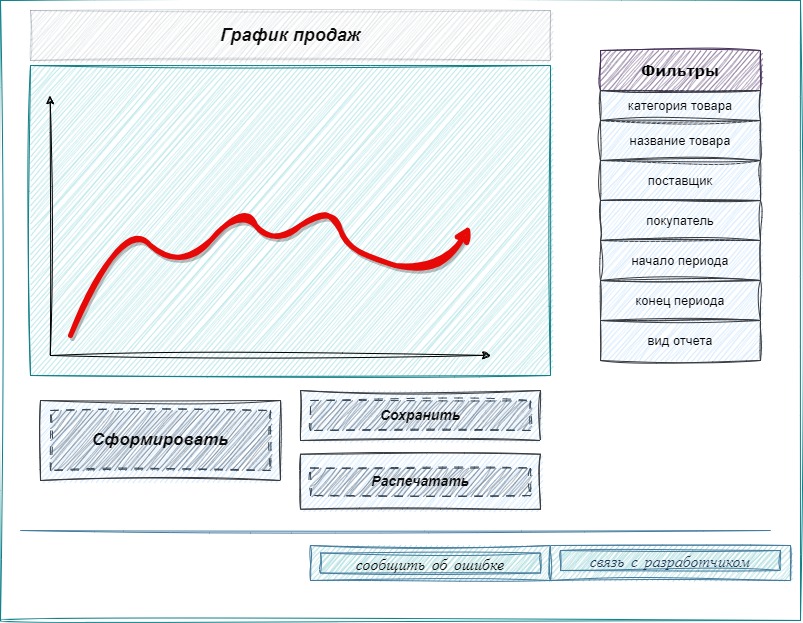 График продаж
Фильтры
категория товара
название товара
поставщик
покупатель
начало периода
конец периода
вид отчета
Сформировать
Сохранить
Распечатать
сообщить об ошибке
связь с разработчиком